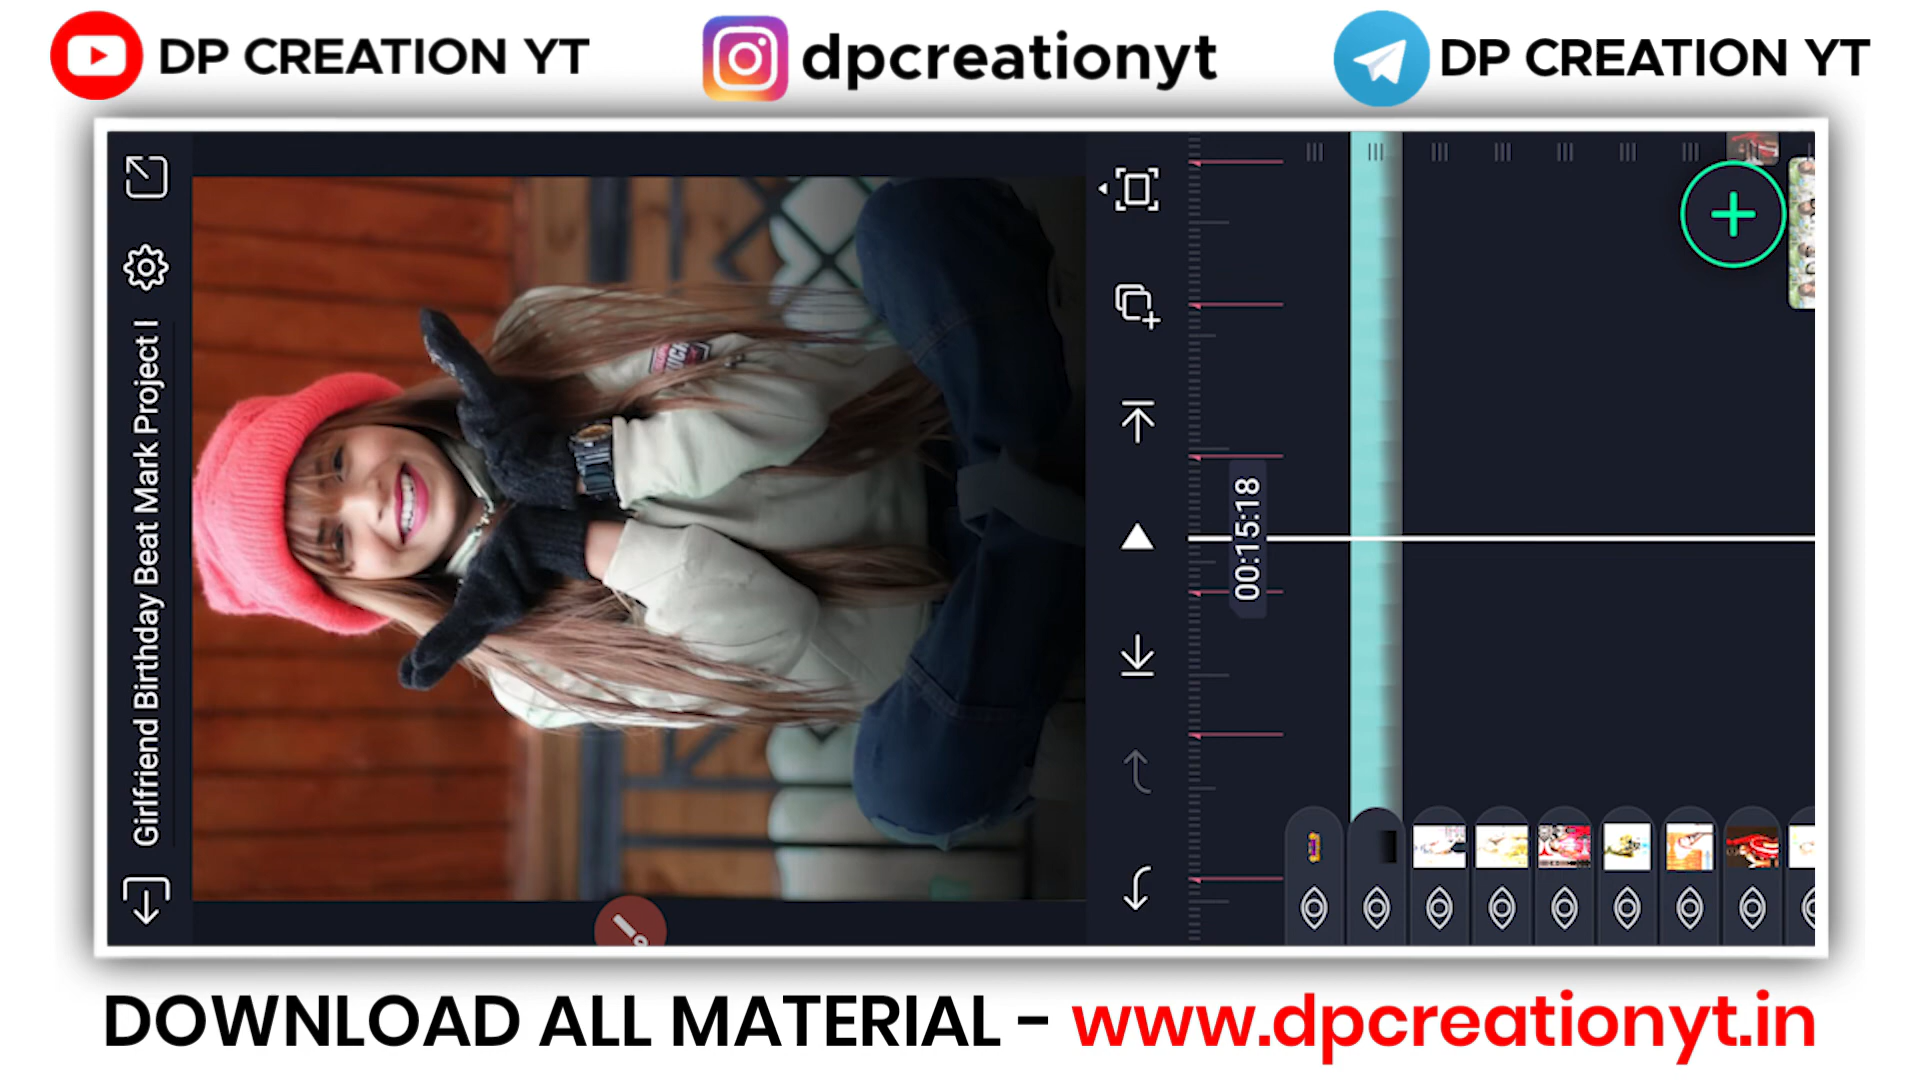 DP CREATION YT
dpcreationyt
DP CREATION YT
Girlfriend Birthday Beat Mark Project
00:15:18
DOWNLOAD ALL MATERIAL - www.dpcreationyt.in